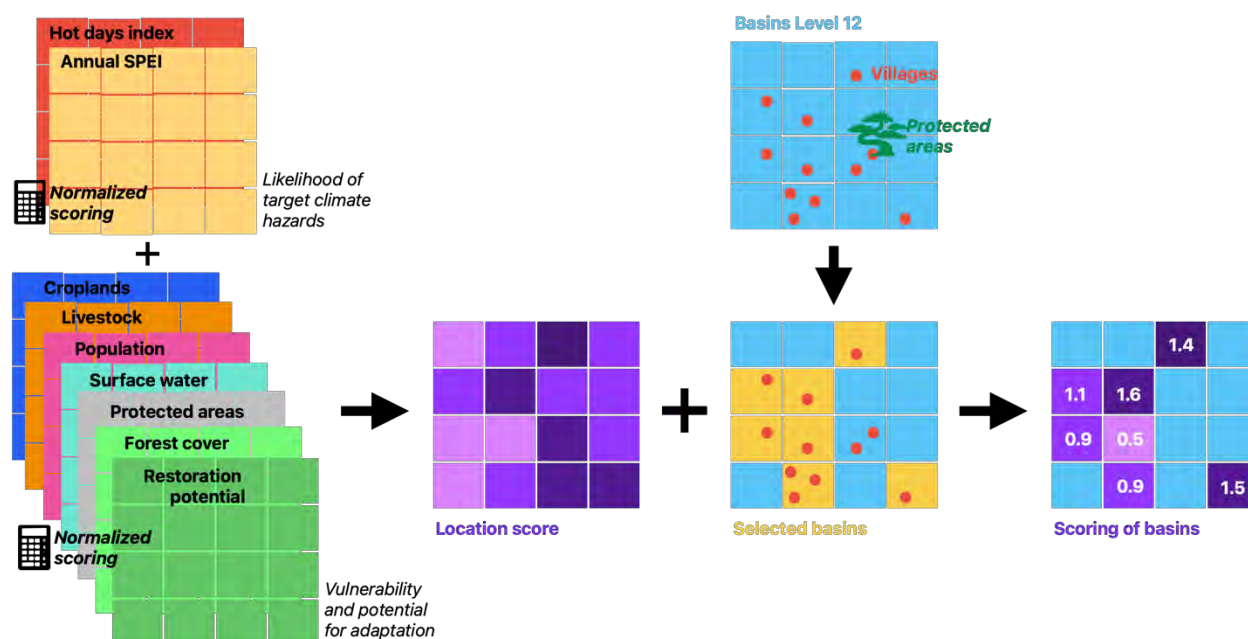 Hot days index
Annual SPEI
Normalized
scoring
Likelihood of
target climate
hazards
+
Croplands
Livestock
Population
Surface water
Protected areas
Forest cover
Restoration
potential
Normalized
scoring
Vulnerability
and potential
for adaptation
Location score
+
Basins Level 12
Villages
Protected
areas
Selected basins
1.4
1.1 1.6
0.9 0.5
0.9 1.5
Scoring of basins